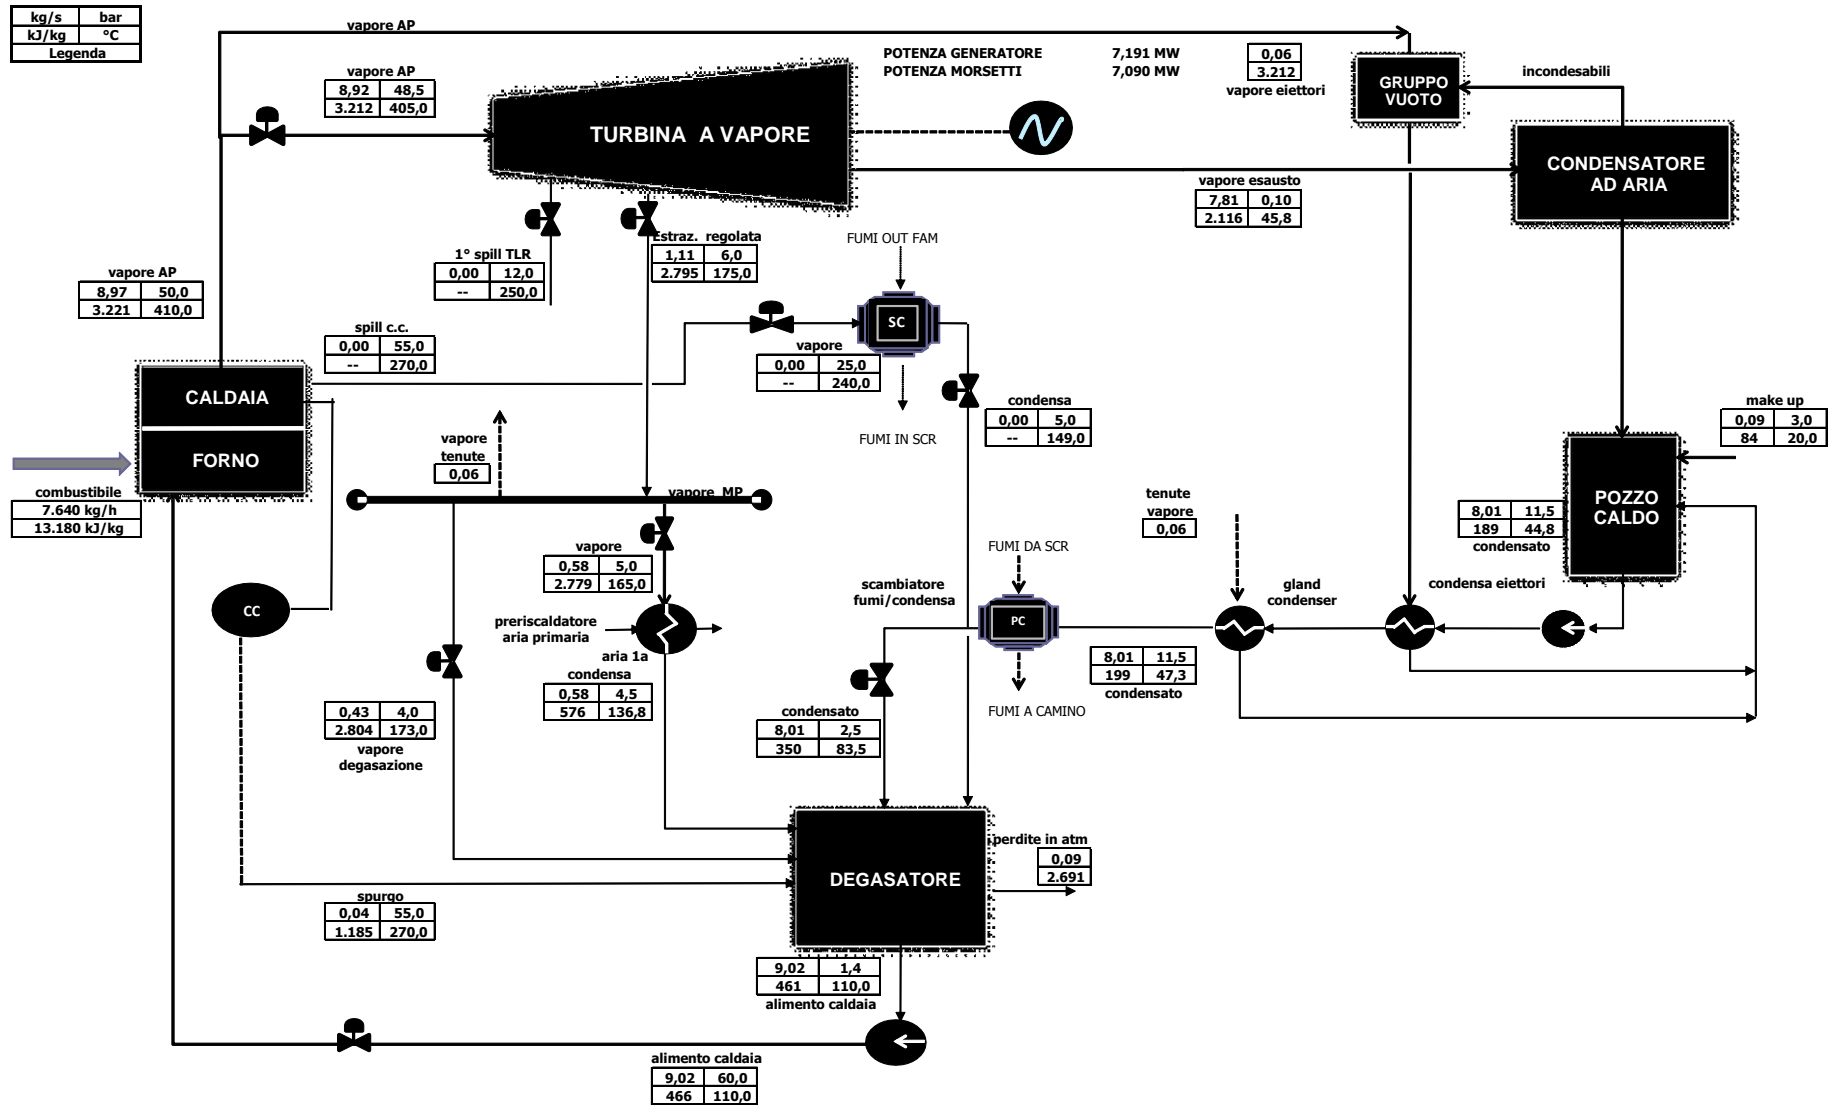 kg/s bar
kJ/kg °C
Legenda
vapore AP
vapore AP
8,92 48,5
3.212 405,0
TURBINA A VAPORE
POTENZA GENERATORE 7,191 MW
POTENZA MORSETTI 7,090 MW
0,06
3.212
vapore eiettori
GRUPPO
VUOTO
incondesabili
CONDENSATORE
AD ARIA
vapore esausto
7,81 0,10
2.116 45,8
1° spill TLR
0,00 12,0
-- 250,0
Estraz. regolata
1,11 6,0
2.795 175,0
FUMI OUT FAM
vapore AP
8,97 50,0
3.221 410,0
spill c.c.
0,00 55,0
-- 270,0
SC
vapore
0,00 25,0
-- 240,0
FUMI IN SCR
condensa
0,00 5,0
-- 149,0
make up
0,09 3,0
84 20,0
CALDAIA
FORNO
combustibile
7.640 kg/h
13.180 kJ/kg
vapore
tenute
0,06
vapore MP
POZZO
CALDO
8,01 11,5
189 44,8
condensato
tenute
vapore
0,06
vapore
0,58 5,0
2.779 165,0
FUMI DA SCR
scambiatore
fumi/condensa
gland
condenser
condensa eiettori
CC
preriscaldatore
aria primaria
PC
aria 1a
condensa
0,58 4,5
576 136,8
8,01 11,5
199 47,3
condensato
FUMI A CAMINO
0,43 4,0
2.804 173,0
vapore
degasazione
condensato
8,01 2,5
350 83,5
DEGASATORE
perdite in atm
0,09
2.691
spurgo
0,04 55,0
1.185 270,0
9,02 1,4
461 110,0
alimento caldaia
alimento caldaia
9,02 60,0
466 110,0